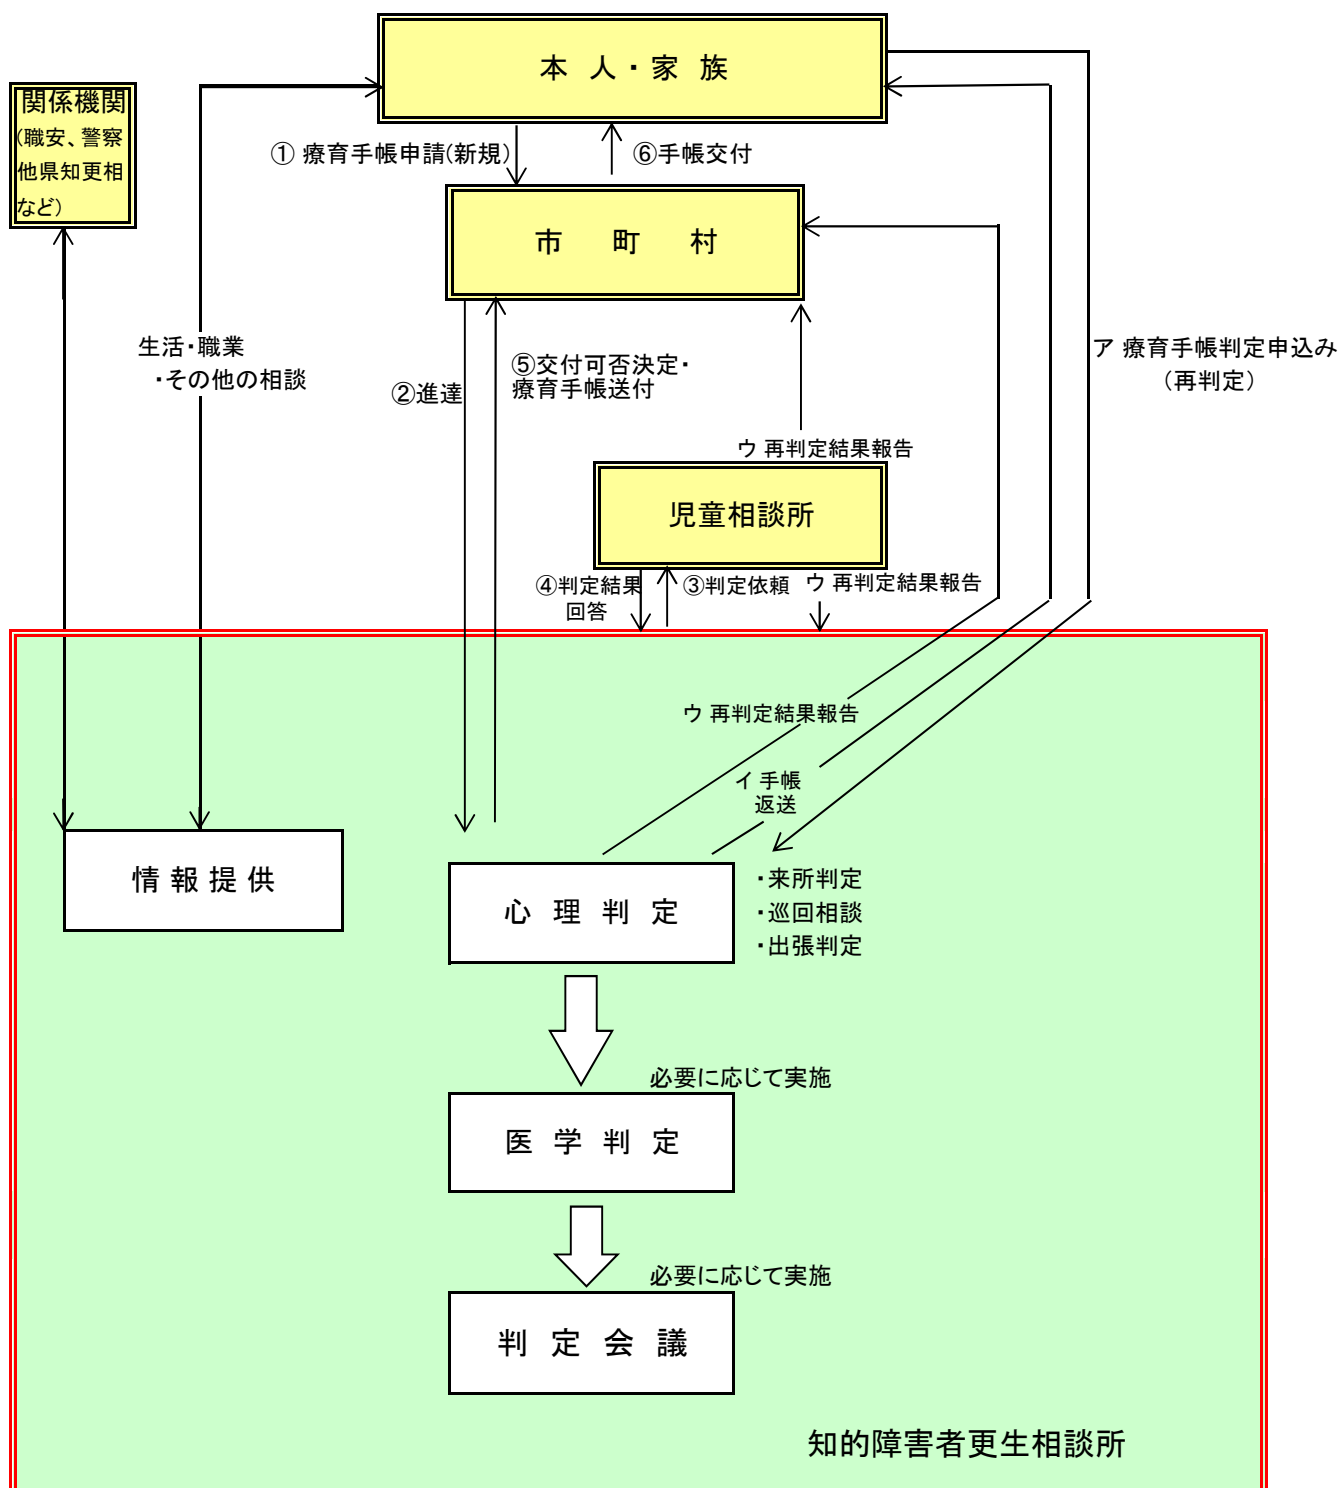 本 人・家 族
関係機関
(職安、警察
他県知更相
など)
① 療育手帳申請(新規)
⑥手帳交付
市 町 村
生活・職業
・その他の相談
②進達
⑤交付可否決定・
療育手帳送付
ア 療育手帳判定申込み
(再判定)
ウ 再判定結果報告
児童相談所
④判定結果
回答
③判定依頼
ウ 再判定結果報告
ウ 再判定結果報告
イ 手帳
返送
情 報 提 供
心 理 判 定
・来所判定
・巡回相談
・出張判定
必要に応じて実施
医 学 判 定
必要に応じて実施
判 定 会 議
知的障害者更生相談所